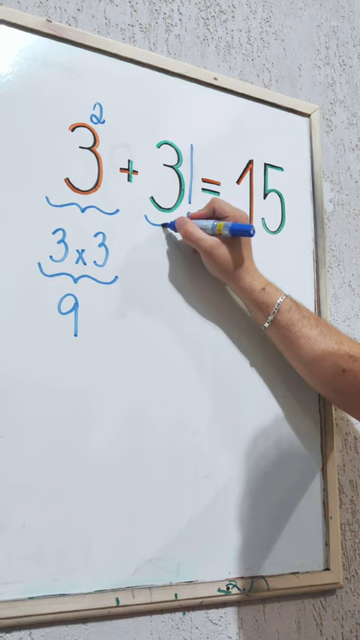 3² + 3! = 15
3 x 3
9